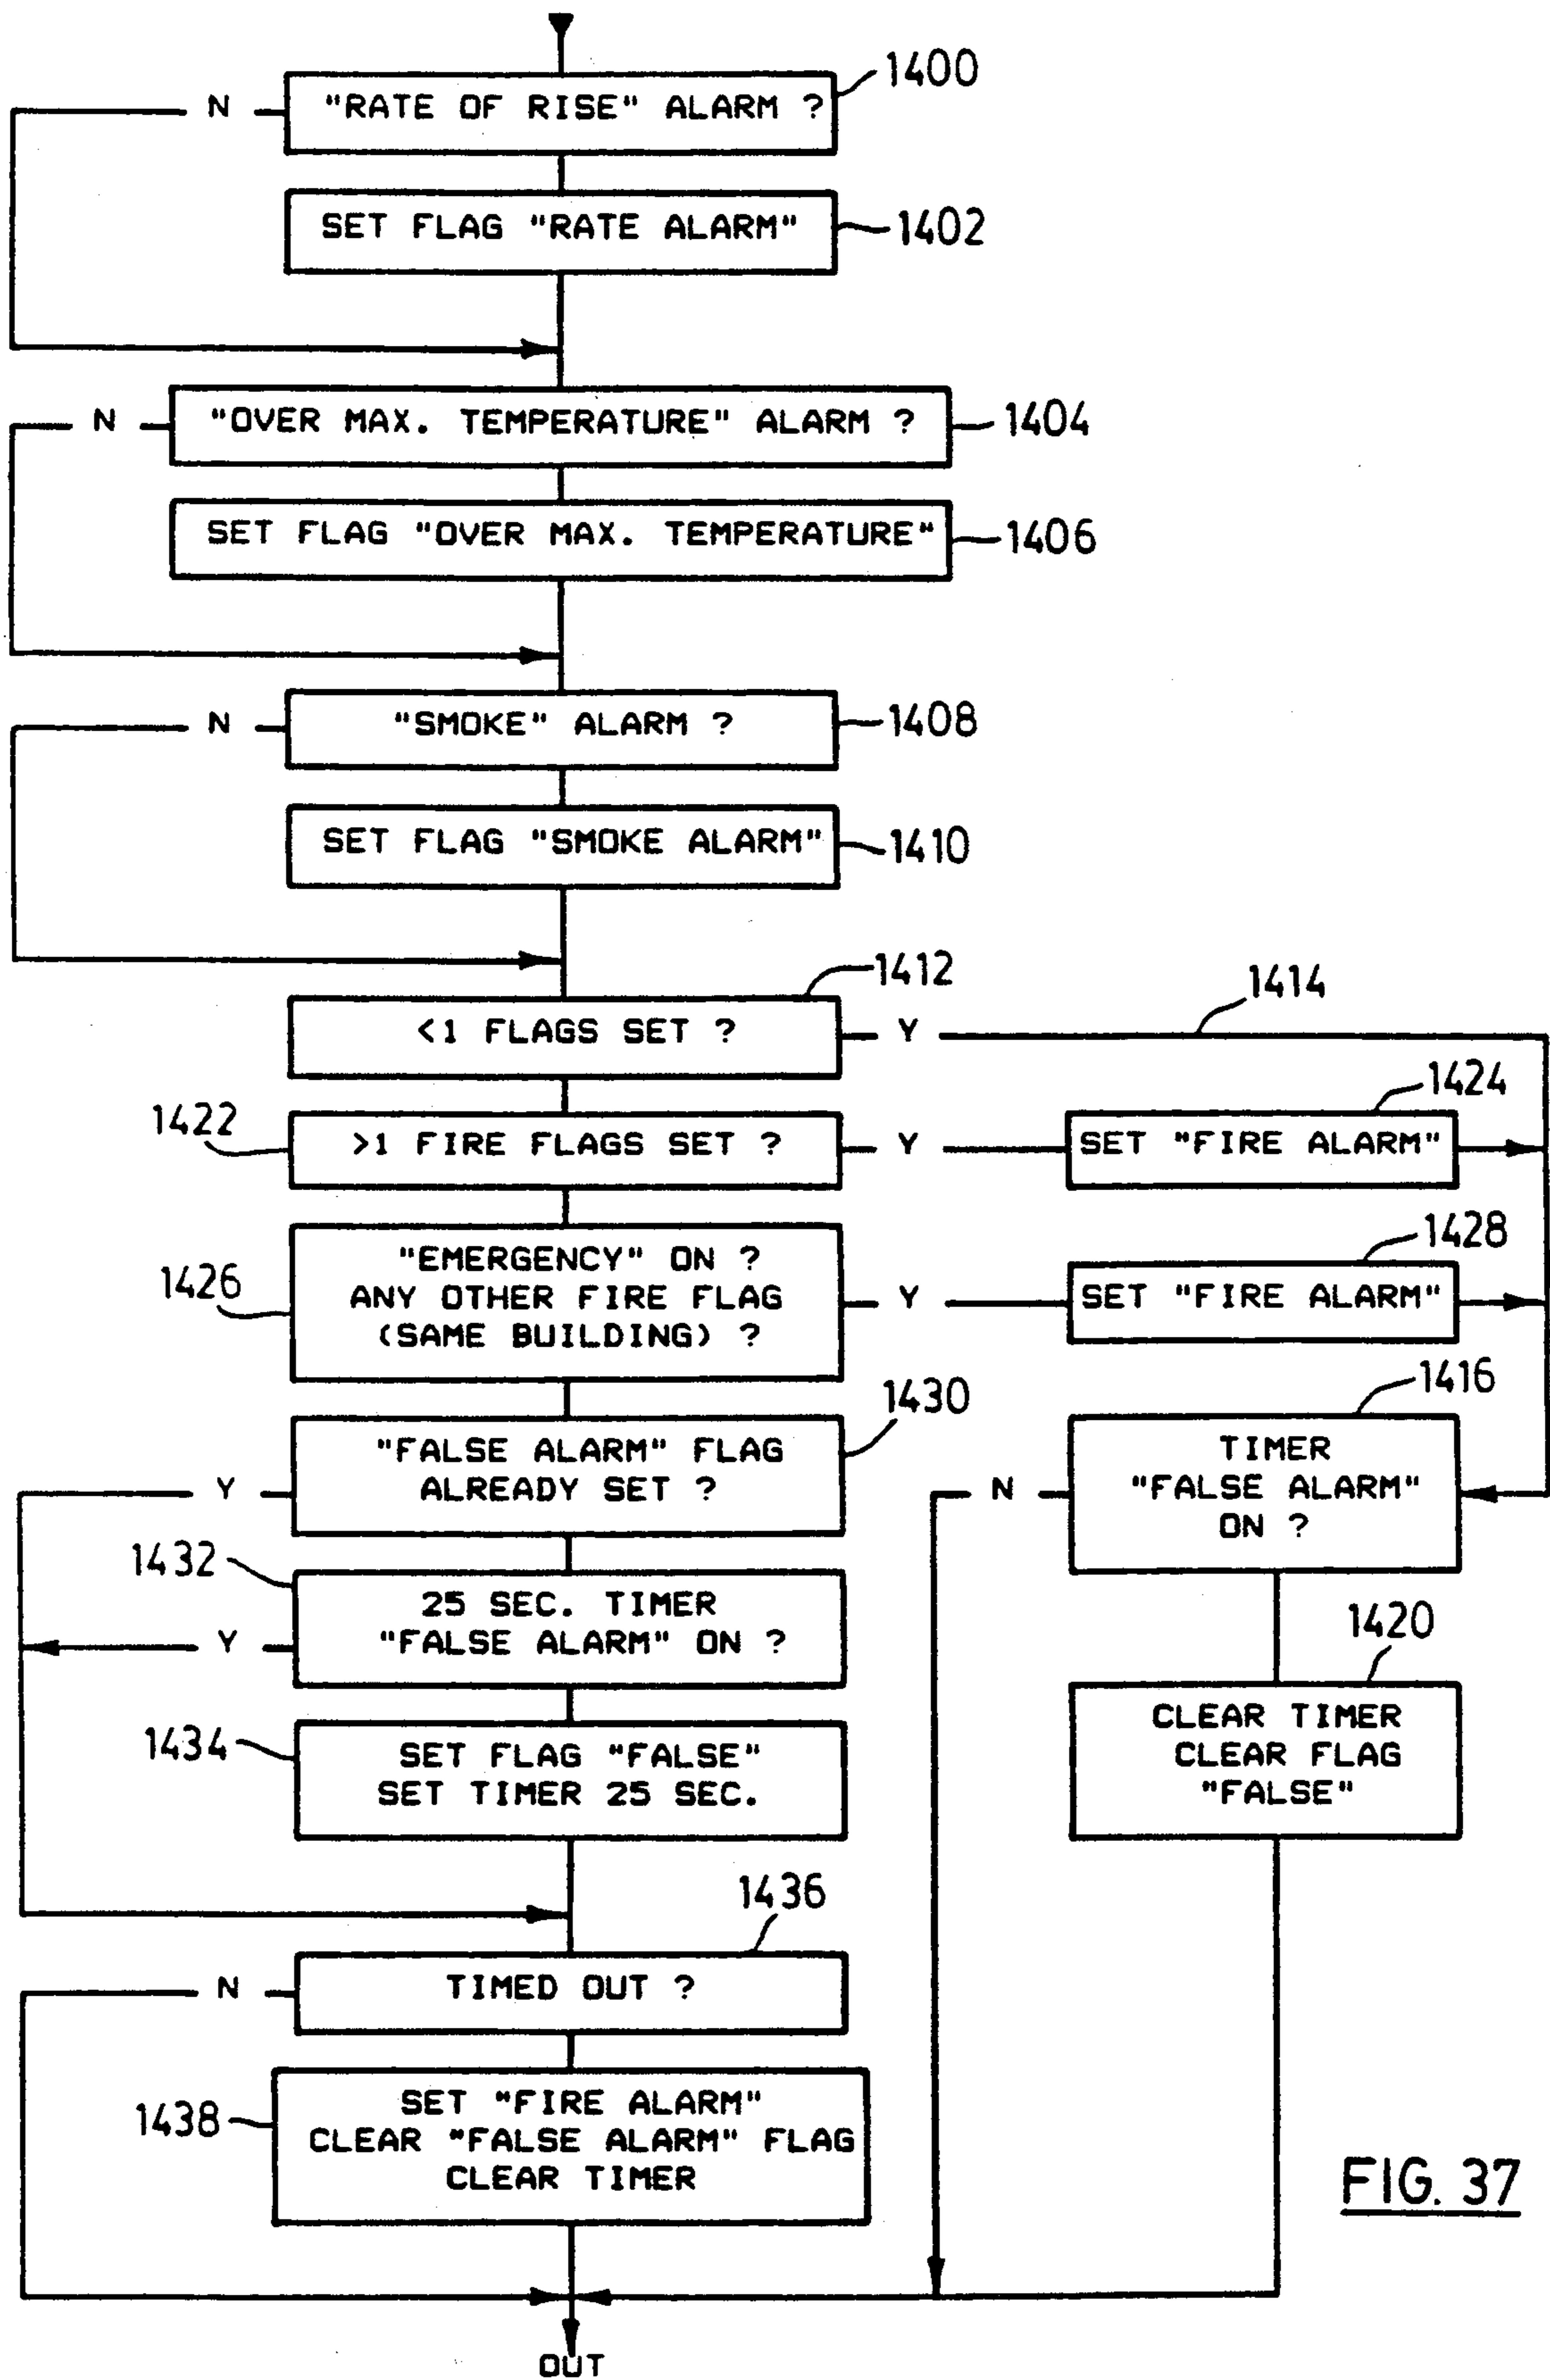 1400
N
"RATE OF RISE" ALARM ?
SET FLAG "RATE ALARM"
1402
N
"OVER MAX. TEMPERATURE" ALARM ?
1404
SET FLAG "OVER MAX. TEMPERATURE"
1406
N
"SMOKE" ALARM ?
1408
SET FLAG "SMOKE ALARM"
1410
1412
<1 FLAGS SET ?
Y
1414
1422
>1 FIRE FLAGS SET ?
Y
1424
SET "FIRE ALARM"
1426
"EMERGENCY" ON ?
ANY OTHER FIRE FLAG
(SAME BUILDING) ?
Y
1428
SET "FIRE ALARM"
1430
"FALSE ALARM" FLAG
ALREADY SET ?
Y
1416
TIMER
"FALSE ALARM"
ON ?
N
1432
25 SEC. TIMER
"FALSE ALARM" ON ?
Y
1420
CLEAR TIMER
CLEAR FLAG
"FALSE"
1434
SET FLAG "FALSE"
SET TIMER 25 SEC.
1436
TIMED OUT ?
N
1438
SET "FIRE ALARM"
CLEAR "FALSE ALARM" FLAG
CLEAR TIMER
OUT
FIG. 37